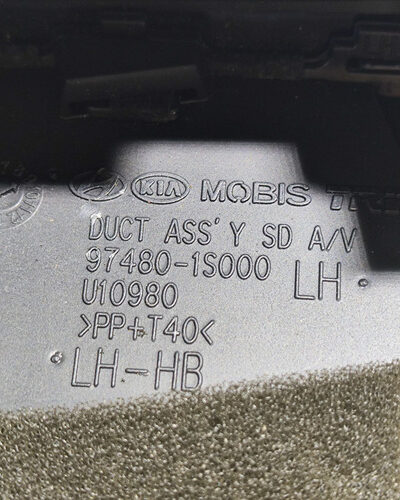 KIA MOBIS
DUCT ASS'Y SD A/V
97480-1S000 LH
U10980
>PP+T40<
LH-HB